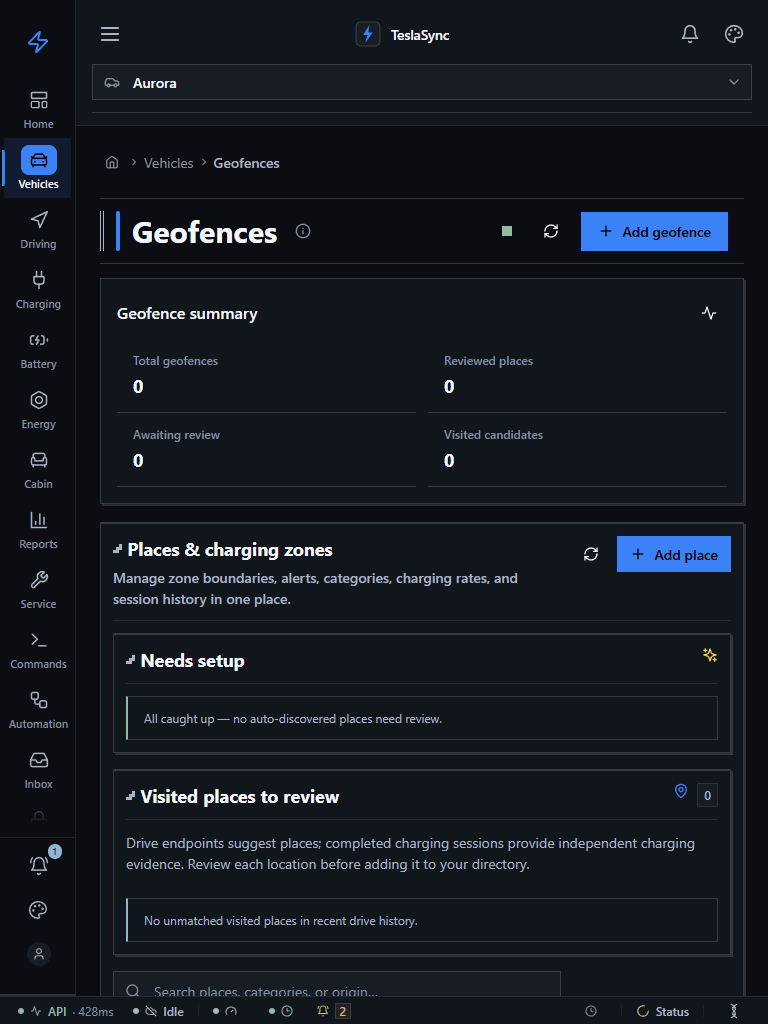 TeslaSync
Aurora
Home
Vehicles
Driving
Charging
Battery
Energy
Cabin
Reports
Service
Commands
Automation
Inbox
1
Vehicles
Geofences
Geofences
Add geofence
Geofence summary
Total geofences
0
Reviewed places
0
Awaiting review
0
Visited candidates
0
Places & charging zones
Add place
Manage zone boundaries, alerts, categories, charging rates, and
session history in one place.
Needs setup
All caught up — no auto-discovered places need review.
Visited places to review
0
Drive endpoints suggest places; completed charging sessions provide independent charging
evidence. Review each location before adding it to your directory.
No unmatched visited places in recent drive history.
Search places, categories, or origin...
API · 428ms
Idle
2
Status